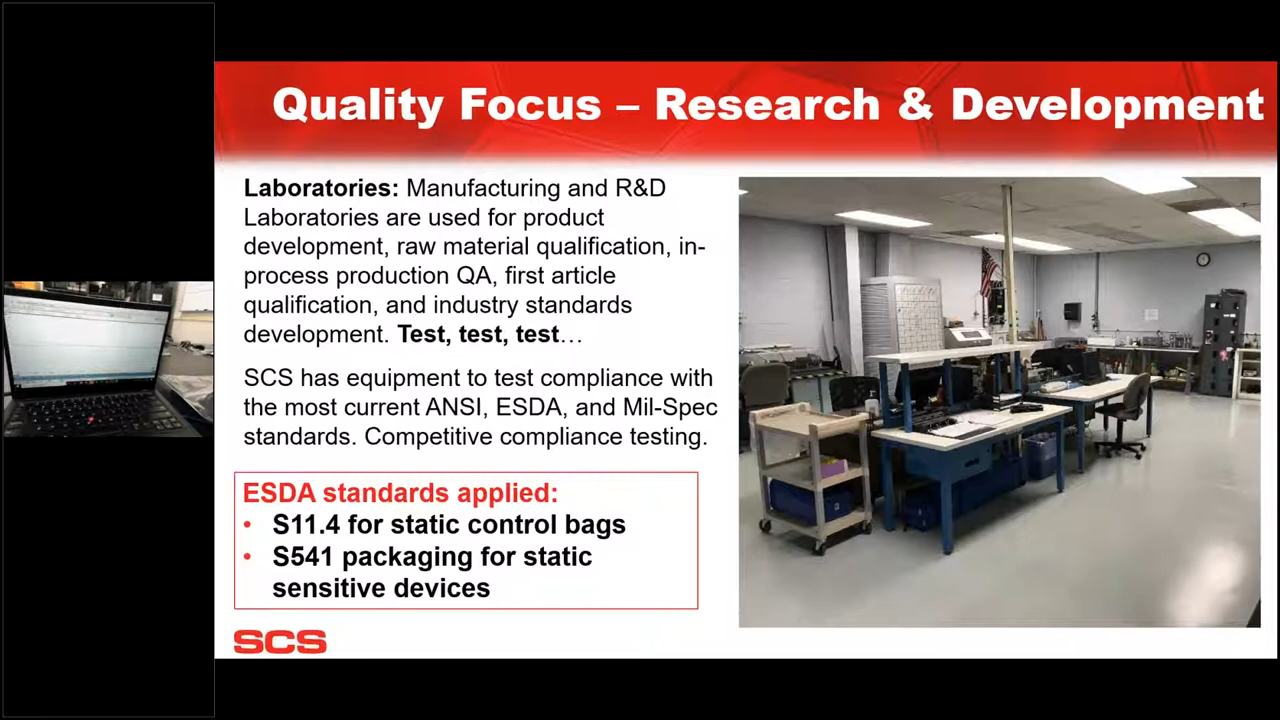 Quality Focus – Research & Development
Laboratories: Manufacturing and R&D
Laboratories are used for product
development, raw material qualification, in-
process production QA, first article
qualification, and industry standards
development. Test, test, test…
SCS has equipment to test compliance with
the most current ANSI, ESDA, and Mil-Spec
standards. Competitive compliance testing.
ESDA standards applied:
• S11.4 for static control bags
• S541 packaging for static
sensitive devices
SCS